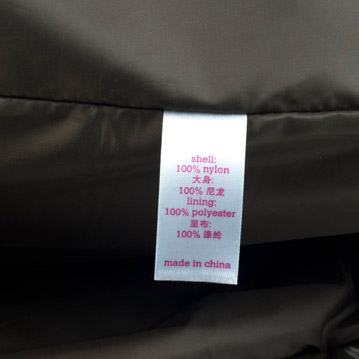 shell:
100% nylon
大身:
100% 尼龙
lining:
100% polyester
里布:
100% 涤纶
made in china